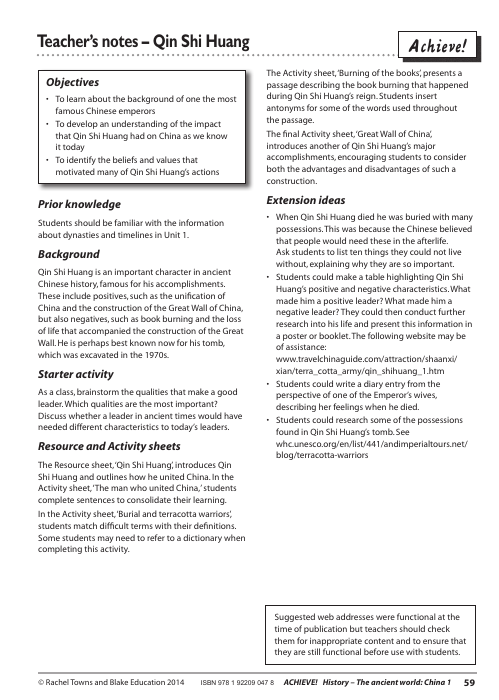 Teacher's notes – Qin Shi Huang
Achieve!
Objectives
• To learn about the background of one the most
famous Chinese emperors
• To develop an understanding of the impact
that Qin Shi Huang had on China as we know
it today
• To identify the beliefs and values that
motivated many of Qin Shi Huang's actions
Prior knowledge
Students should be familiar with the information
about dynasties and timelines in Unit 1.
Background
Qin Shi Huang is an important character in ancient
Chinese history, famous for his accomplishments.
These include positives, such as the unification of
China and the construction of the Great Wall of China,
but also negatives, such as book burning and the loss
of life that accompanied the construction of the Great
Wall. He is perhaps best known now for his tomb,
which was excavated in the 1970s.
Starter activity
As a class, brainstorm the qualities that make a good
leader. Which qualities are the most important?
Discuss whether a leader in ancient times would have
needed different characteristics to today's leaders.
Resource and Activity sheets
The Resource sheet, 'Qin Shi Huang', introduces Qin
Shi Huang and outlines how he united China. In the
Activity sheet, 'The man who united China,' students
complete sentences to consolidate their learning.
In the Activity sheet, 'Burial and terracotta warriors',
students match difficult terms with their definitions.
Some students may need to refer to a dictionary when
completing this activity.
The Activity sheet, 'Burning of the books', presents a
passage describing the book burning that happened
during Qin Shi Huang's reign. Students insert
antonyms for some of the words used throughout
the passage.
The final Activity sheet, 'Great Wall of China',
introduces another of Qin Shi Huang's major
accomplishments, encouraging students to consider
both the advantages and disadvantages of such a
construction.
Extension ideas
• When Qin Shi Huang died he was buried with many
possessions. This was because the Chinese believed
that people would need these in the afterlife.
Ask students to list ten things they could not live
without, explaining why they are so important.
• Students could make a table highlighting Qin Shi
Huang's positive and negative characteristics. What
made him a positive leader? What made him a
negative leader? They could then conduct further
research into his life and present this information in
a poster or booklet. The following website may be
of assistance:
www.travelchinaguide.com/attraction/shaanxi/
xian/terra_cotta_army/qin_shihuang_1.htm
• Students could write a diary entry from the
perspective of one of the Emperor's wives,
describing her feelings when he died.
• Students could research some of the possessions
found in Qin Shi Huang's tomb. See
whc.unesco.org/en/list/441/andimperialtours.net/
blog/terracotta-warriors
Suggested web addresses were functional at the
time of publication but teachers should check
them for inappropriate content and to ensure that
they are still functional before use with students.
© Rachel Towns and Blake Education 2014 ISBN 978 1 92209 047 8 ACHIEVE! History – The ancient world: China 1 59